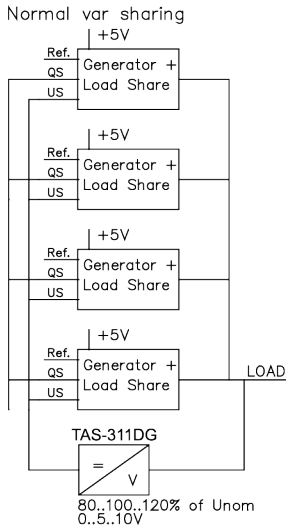 Normal var sharing
+5V
Ref.
Generator +
QS
Load Share
US
+5V
Ref.
Generator +
QS
Load Share
US
+5V
Ref.
Generator +
QS
Load Share
US
+5V
Ref.
Generator +
QS
Load Share
US
LOAD
TAS-311DG
=
V
80..100..120% of Unom
0..5..10V